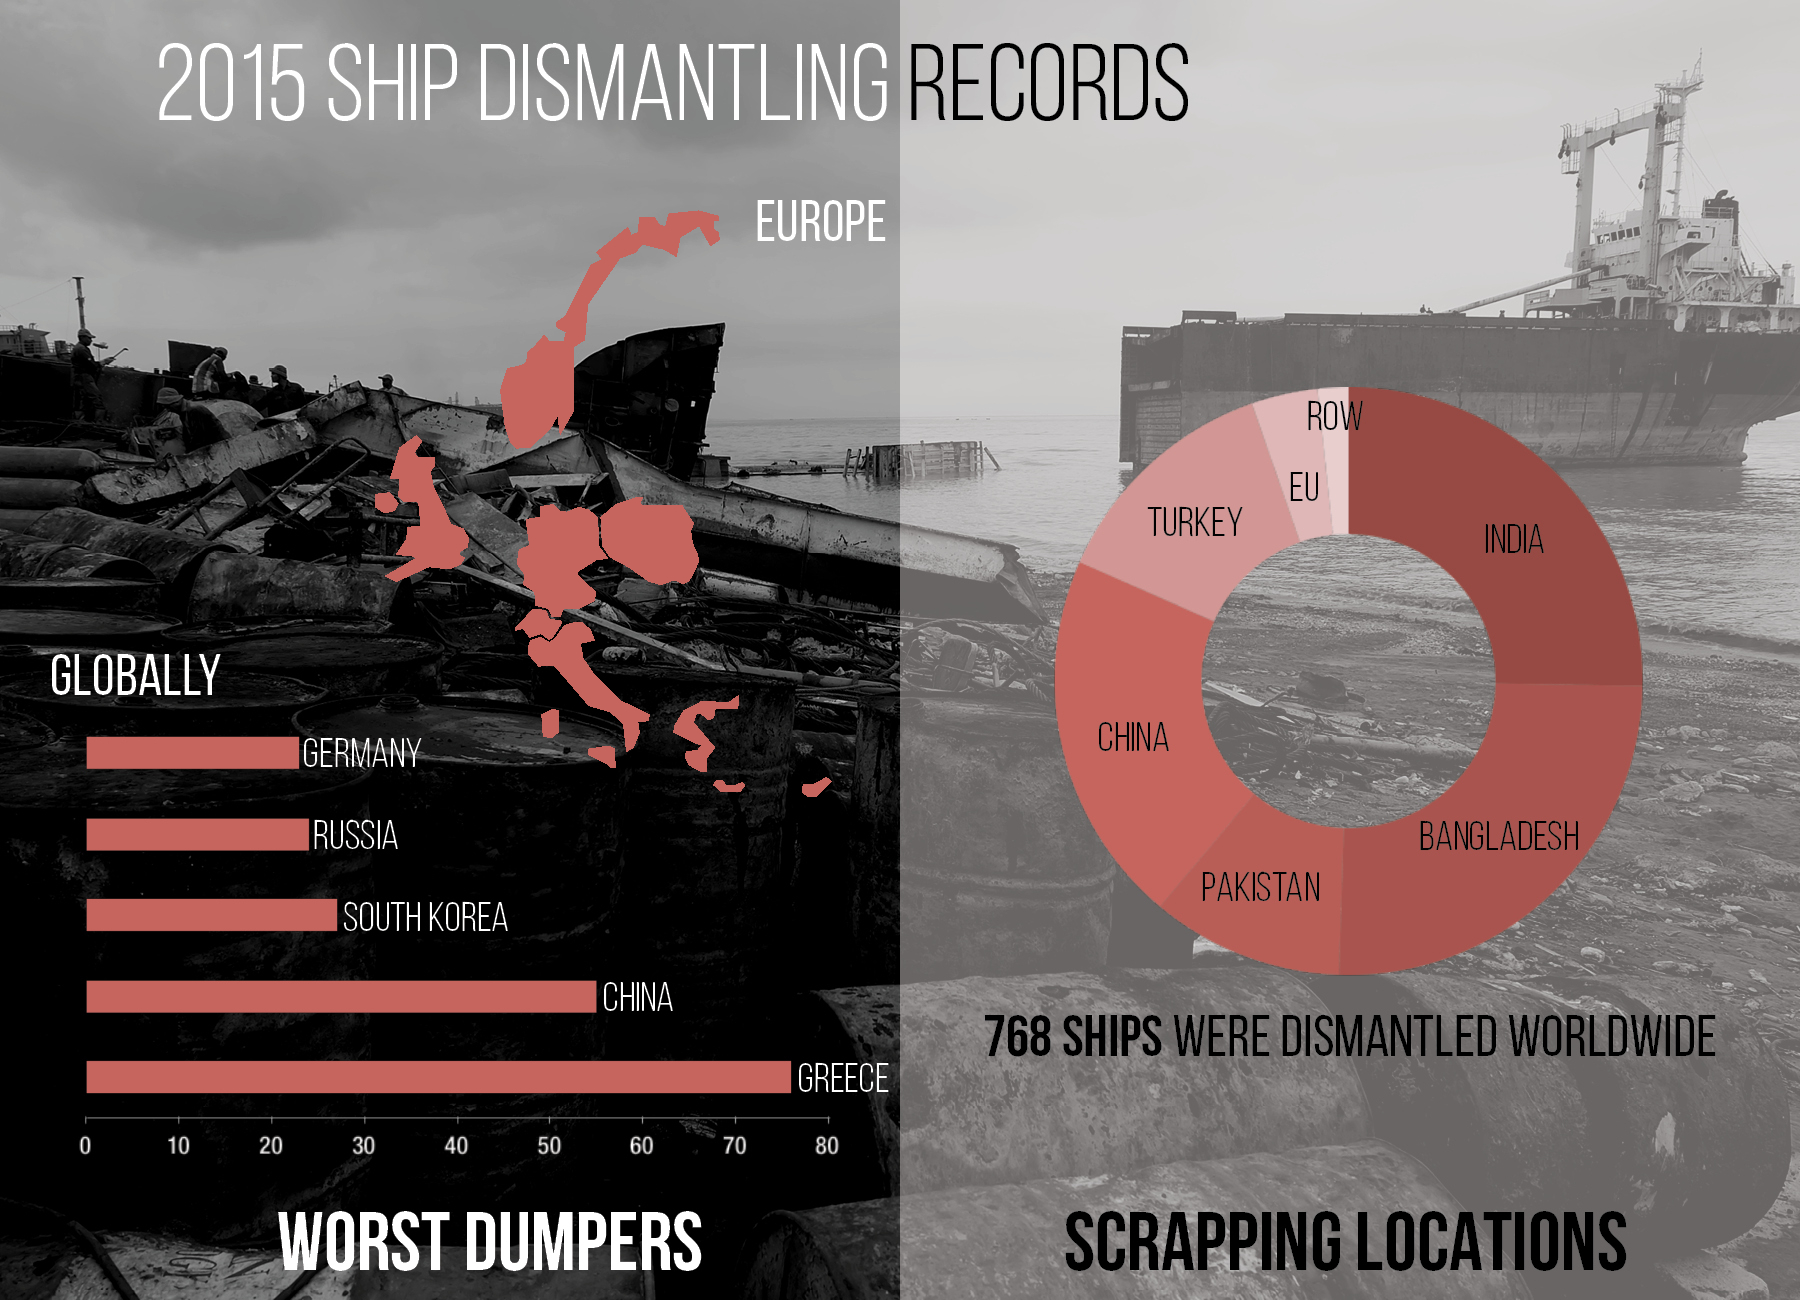 2015 SHIP DISMANTLING RECORDS
EUROPE
GLOBALLY
GERMANY
RUSSIA
SOUTH KOREA
CHINA
GREECE
0 10 20 30 40 50 60 70 80
WORST DUMPERS
ROW
EU
TURKEY
INDIA
CHINA
BANGLADESH
PAKISTAN
768 SHIPS WERE DISMANTLED WORLDWIDE
SCRAPPING LOCATIONS